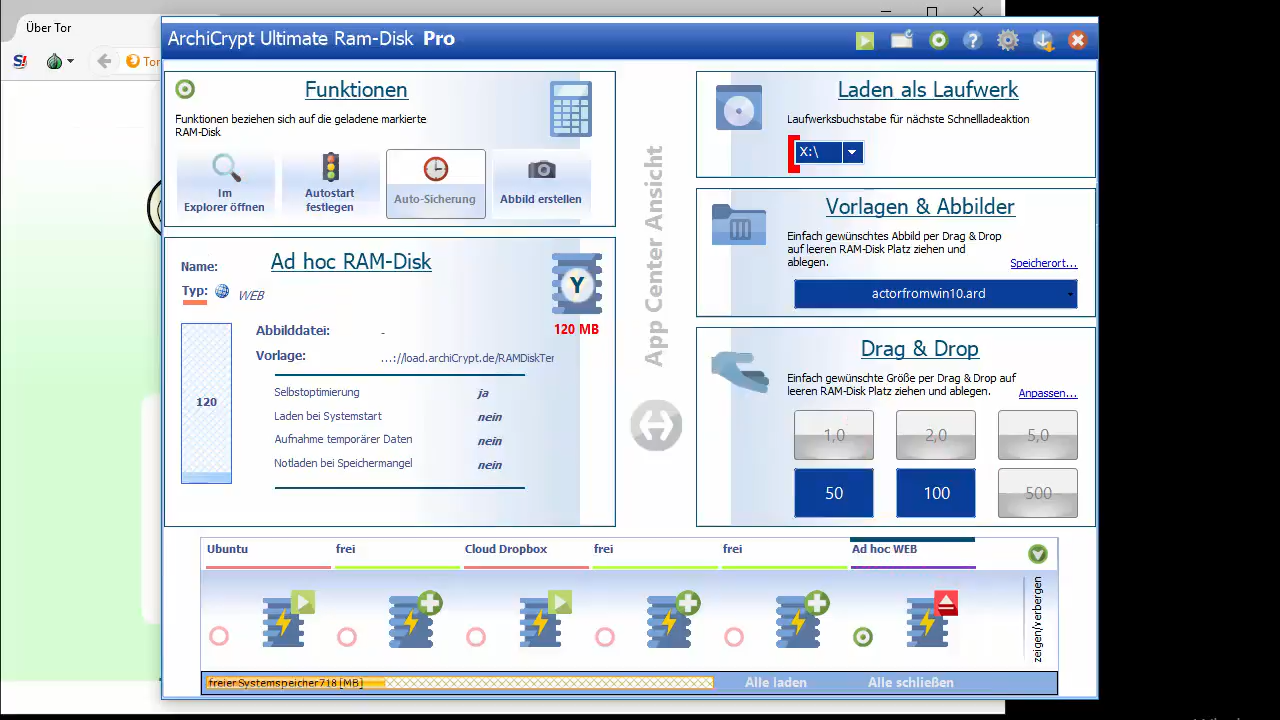 Über Tor
Tor
ArchiCrypt Ultimate Ram-Disk Pro
Funktionen
Funktionen beziehen sich auf die geladene markierte
RAM-Disk
Im
Explorer öffnen
Autostart
festlegen
Auto-Sicherung
Abbild erstellen
Ad hoc RAM-Disk
Name:
Typ:
WEB
Y
120 MB
Abbilddatei:
-
Vorlage:
...://load.archiCrypt.de/RAMDiskTer
120
Selbstoptimierung
ja
Laden bei Systemstart
nein
Aufnahme temporärer Daten
nein
Notladen bei Speichermangel
nein
App Center Ansicht
Laden als Laufwerk
Laufwerksbuchstabe für nächste Schnellladeaktion
X:\
Vorlagen & Abbilder
Einfach gewünschtes Abbild per Drag & Drop
auf leeren RAM-Disk Platz ziehen und
ablegen.
Speicherort...
actorfromwin10.ard
Drag & Drop
Einfach gewünschte Größe per Drag & Drop auf
leeren RAM-Disk Platz ziehen und ablegen.
Anpassen...
1,0
2,0
5,0
50
100
500
Ubuntu
frei
Cloud Dropbox
frei
frei
Ad hoc WEB
zeigen/verbergen
freier Systemspeicher 718 [MB]
Alle laden
Alle schließen